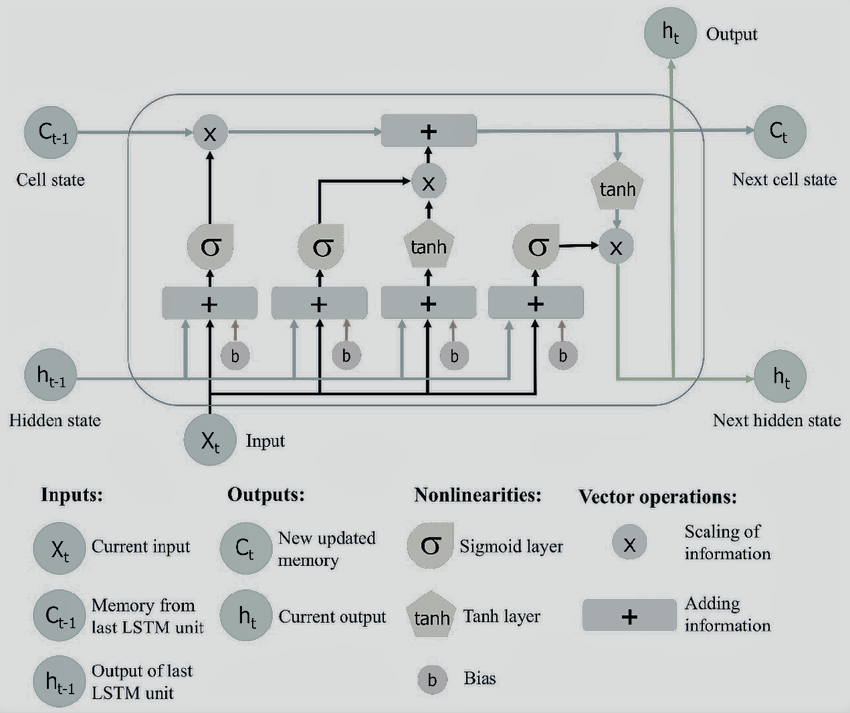 h_t Output
C_{t-1} x + C_t
Cell state Next cell state
x tanh
σ σ tanh σ x
+ + + +
b b b b
h_{t-1} h_t
Hidden state Next hidden state
X_t Input
Inputs: Outputs: Nonlinearities: Vector operations:
X_t Current input
C_{t-1} Memory from
last LSTM unit
h_{t-1} Output of last
LSTM unit
C_t New updated
memory
h_t Current output
σ Sigmoid layer
tanh Tanh layer
b Bias
x Scaling of
information
+ Adding
information